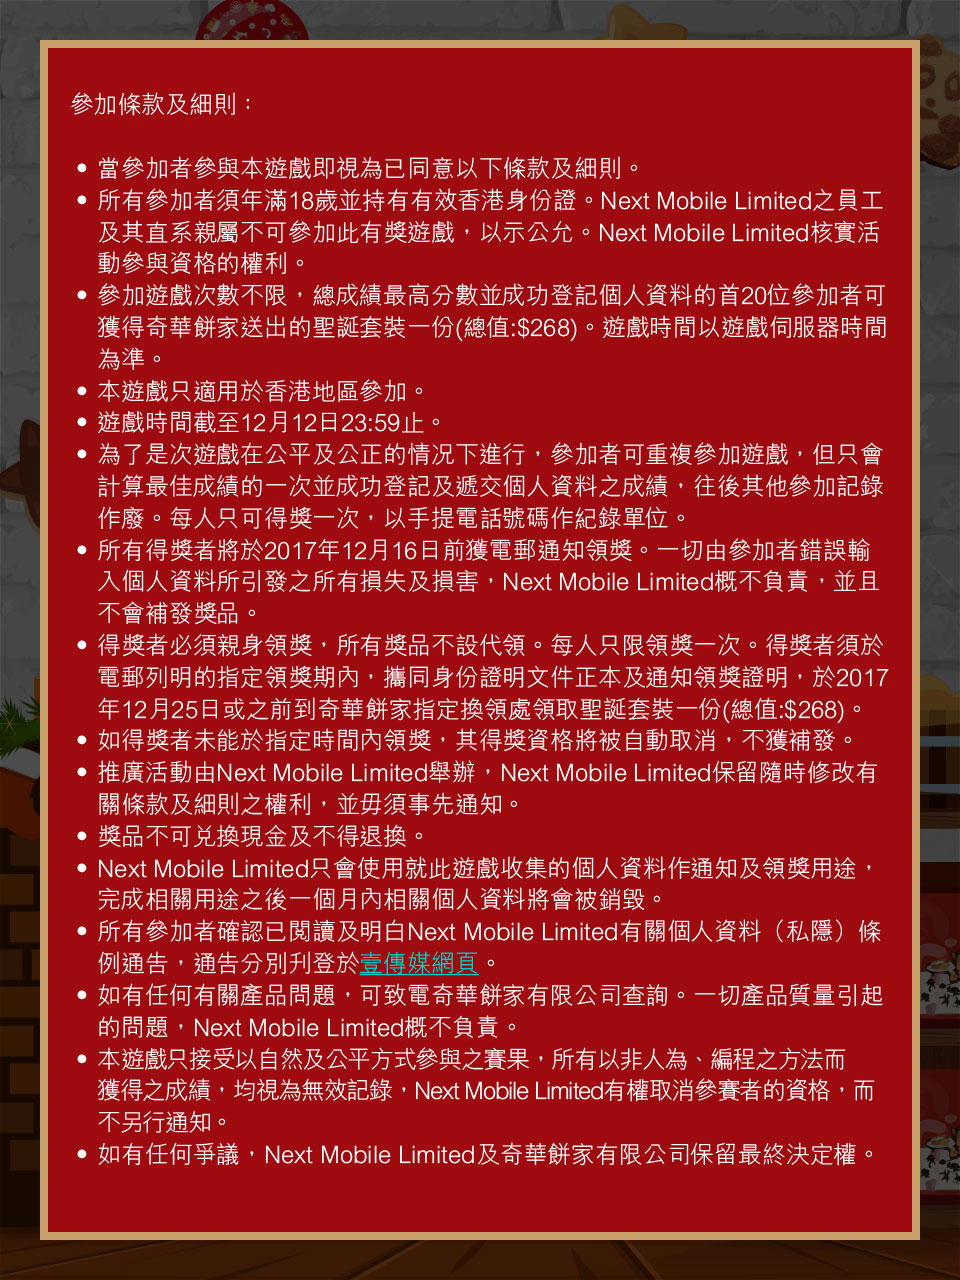 參加條款及細則：
• 當參加者參與本遊戲即視為已同意以下條款及細則。
• 所有參加者須年滿18歲並持有有效香港身份證。Next Mobile Limited之員工
及其直系親屬不可參加此有獎遊戲，以示公允。Next Mobile Limited核實活
動參與資格的權利。
• 參加遊戲次數不限，總成績最高分數並成功登記個人資料的首20位參加者可
獲得奇華餅家送出的聖誕套裝一份(總值:$268)。遊戲時間以遊戲伺服器時間
為準。
• 本遊戲只適用於香港地區參加。
• 遊戲時間截至12月12日23:59止。
• 為了是次遊戲在公平及公正的情況下進行，參加者可重複參加遊戲，但只會
計算最佳成績的一次並成功登記及遞交個人資料之成績，往後其他參加記錄
作廢。每人只可得獎一次，以手提電話號碼作紀錄單位。
• 所有得獎者將於2017年12月16日前獲電郵通知領獎。一切由參加者錯誤輸
入個人資料所引發之所有損失及損害，Next Mobile Limited概不負責，並且
不會補發獎品。
• 得獎者必須親身領獎，所有獎品不設代領。每人只限領獎一次。得獎者須於
電郵列明的指定領獎期內，攜同身份證明文件正本及通知領獎證明，於2017
年12月25日或之前到奇華餅家指定換領處領取聖誕套裝一份(總值:$268)。
• 如得獎者未能於指定時間內領獎，其得獎資格將被自動取消，不獲補發。
• 推廣活動由Next Mobile Limited舉辦，Next Mobile Limited保留隨時修改有
關條款及細則之權利，並毋須事先通知。
• 獎品不可兑換現金及不得退換。
• Next Mobile Limited只會使用就此遊戲收集的個人資料作通知及領獎用途，
完成相關用途之後一個月內相關個人資料將會被銷毀。
• 所有參加者確認已閱讀及明白Next Mobile Limited有關個人資料（私隱）條
例通告，通告分別刋登於壹傳媒網頁。
• 如有任何有關產品問題，可致電奇華餅家有限公司查詢。一切產品質量引起
的問題，Next Mobile Limited概不負責。
• 本遊戲只接受以自然及公平方式參與之賽果，所有以非人為、編程之方法而
獲得之成績，均視為無效記錄，Next Mobile Limited有權取消參賽者的資格，而
不另行通知。
• 如有任何爭議，Next Mobile Limited及奇華餅家有限公司保留最終決定權。